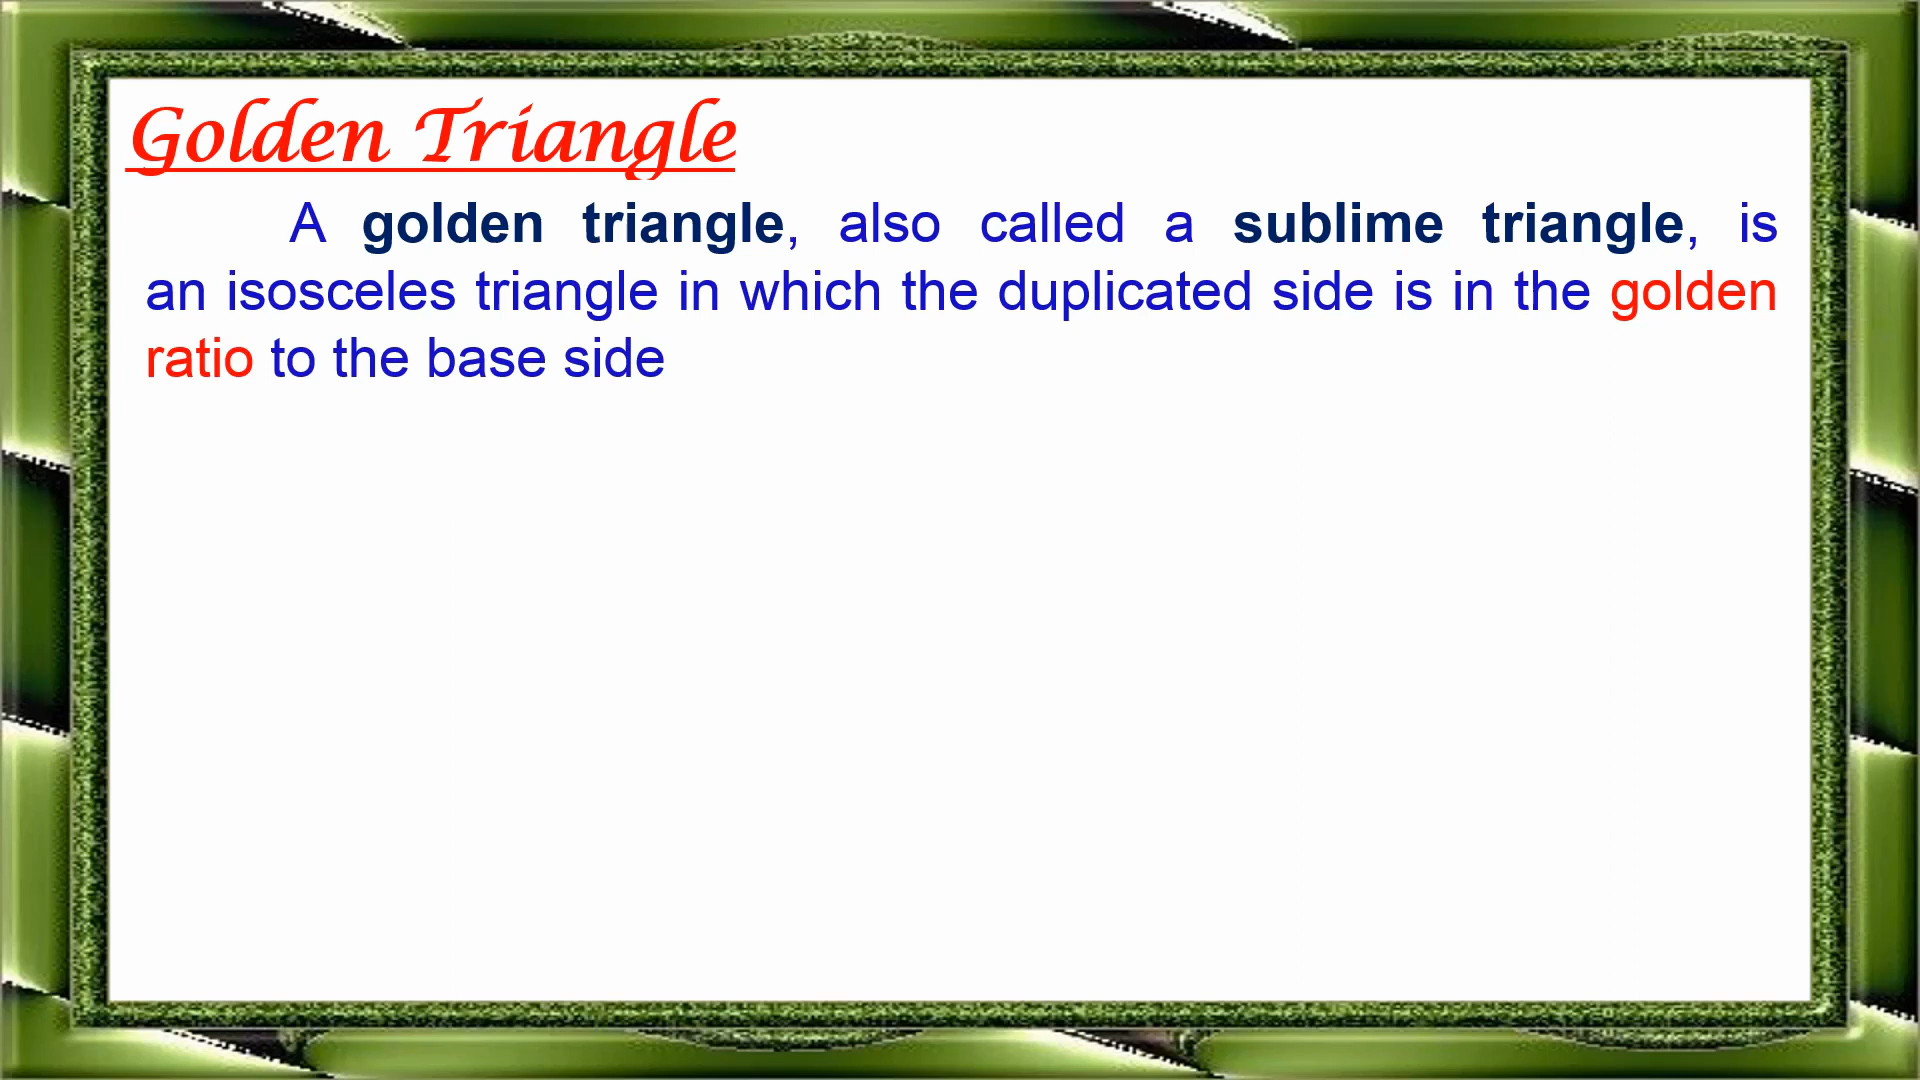 Golden Triangle
A golden triangle, also called a sublime triangle, is
an isosceles triangle in which the duplicated side is in the golden
ratio to the base side